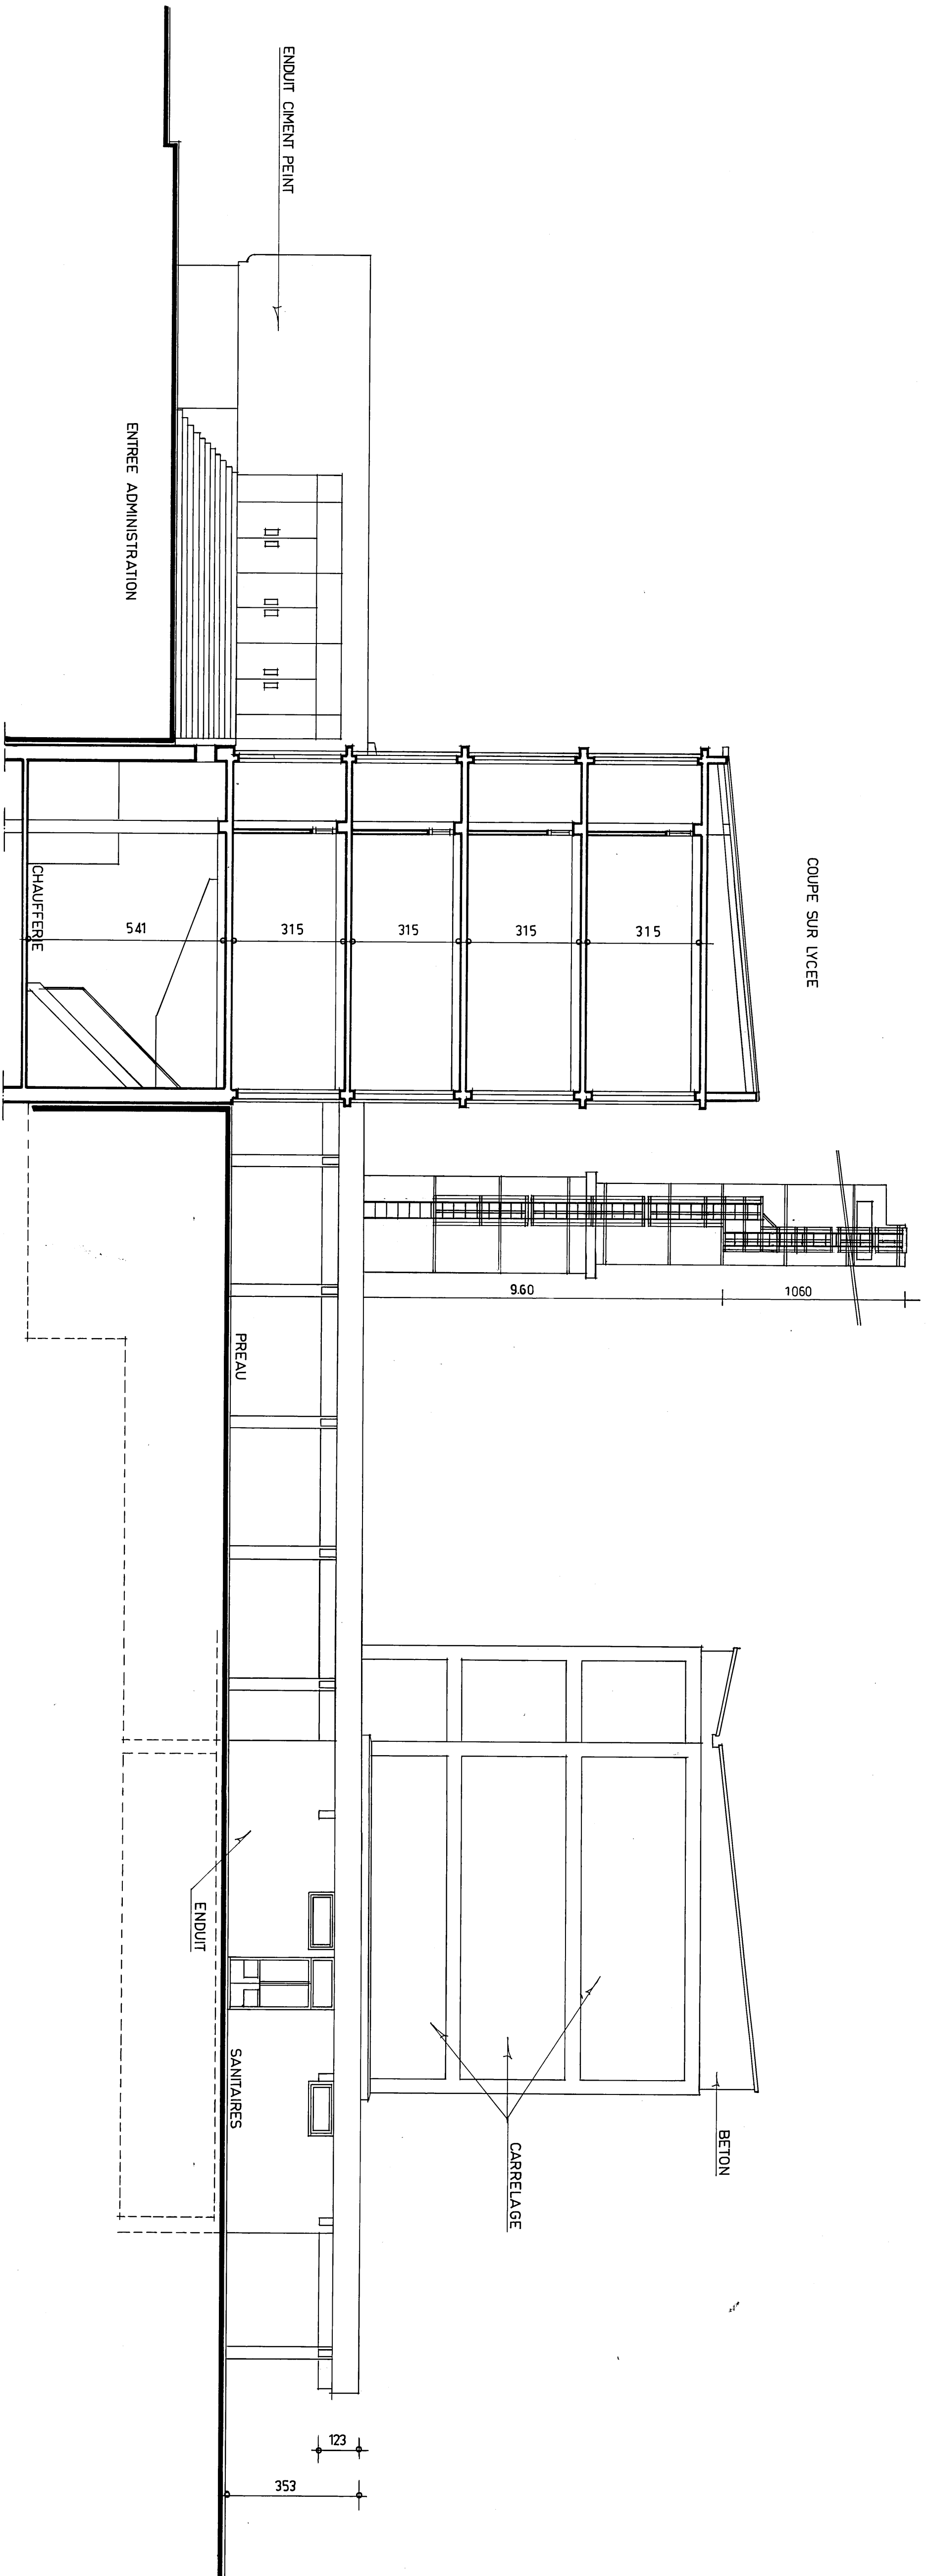 ENDUIT CIMENT PEINT
ENTREE ADMINISTRATION
COUPE SUR LYCEE
CHAUFFERIE
541
315
315
315
315
9.60
1060
PREAU
ENDUIT
SANITAIRES
CARRELAGE
BETON
123
353